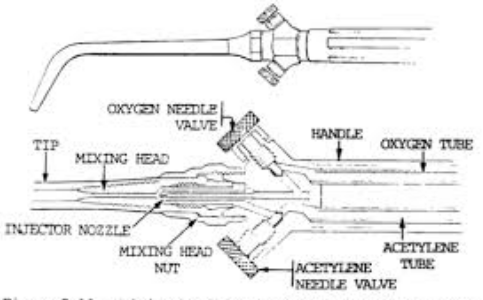 OXYGEN NEEDLE
VALVE
HANDLE
OXYGEN TUBE
TIP
MIXING HEAD
INJECTOR NOZZLE
MIXING HEAD
NUT
ACETYLENE
TUBE
ACETYLENE
NEEDLE VALVE